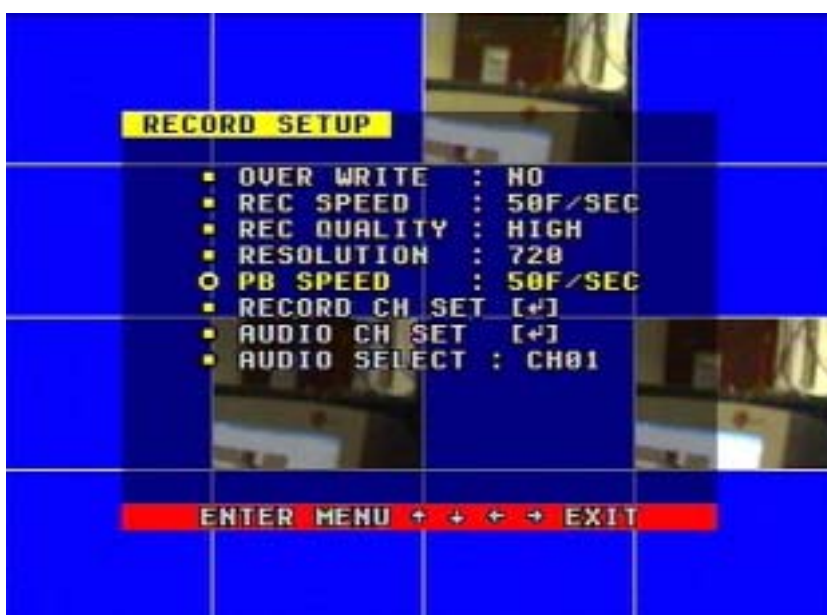 RECORD SETUP
OVER WRITE : NO
REC SPEED : 50F/SEC
REC QUALITY : HIGH
RESOLUTION : 720
PB SPEED : 50F/SEC
RECORD CH SET [↵]
AUDIO CH SET [↵]
AUDIO SELECT : CH01
ENTER MENU ↑ ↓ ← → EXIT